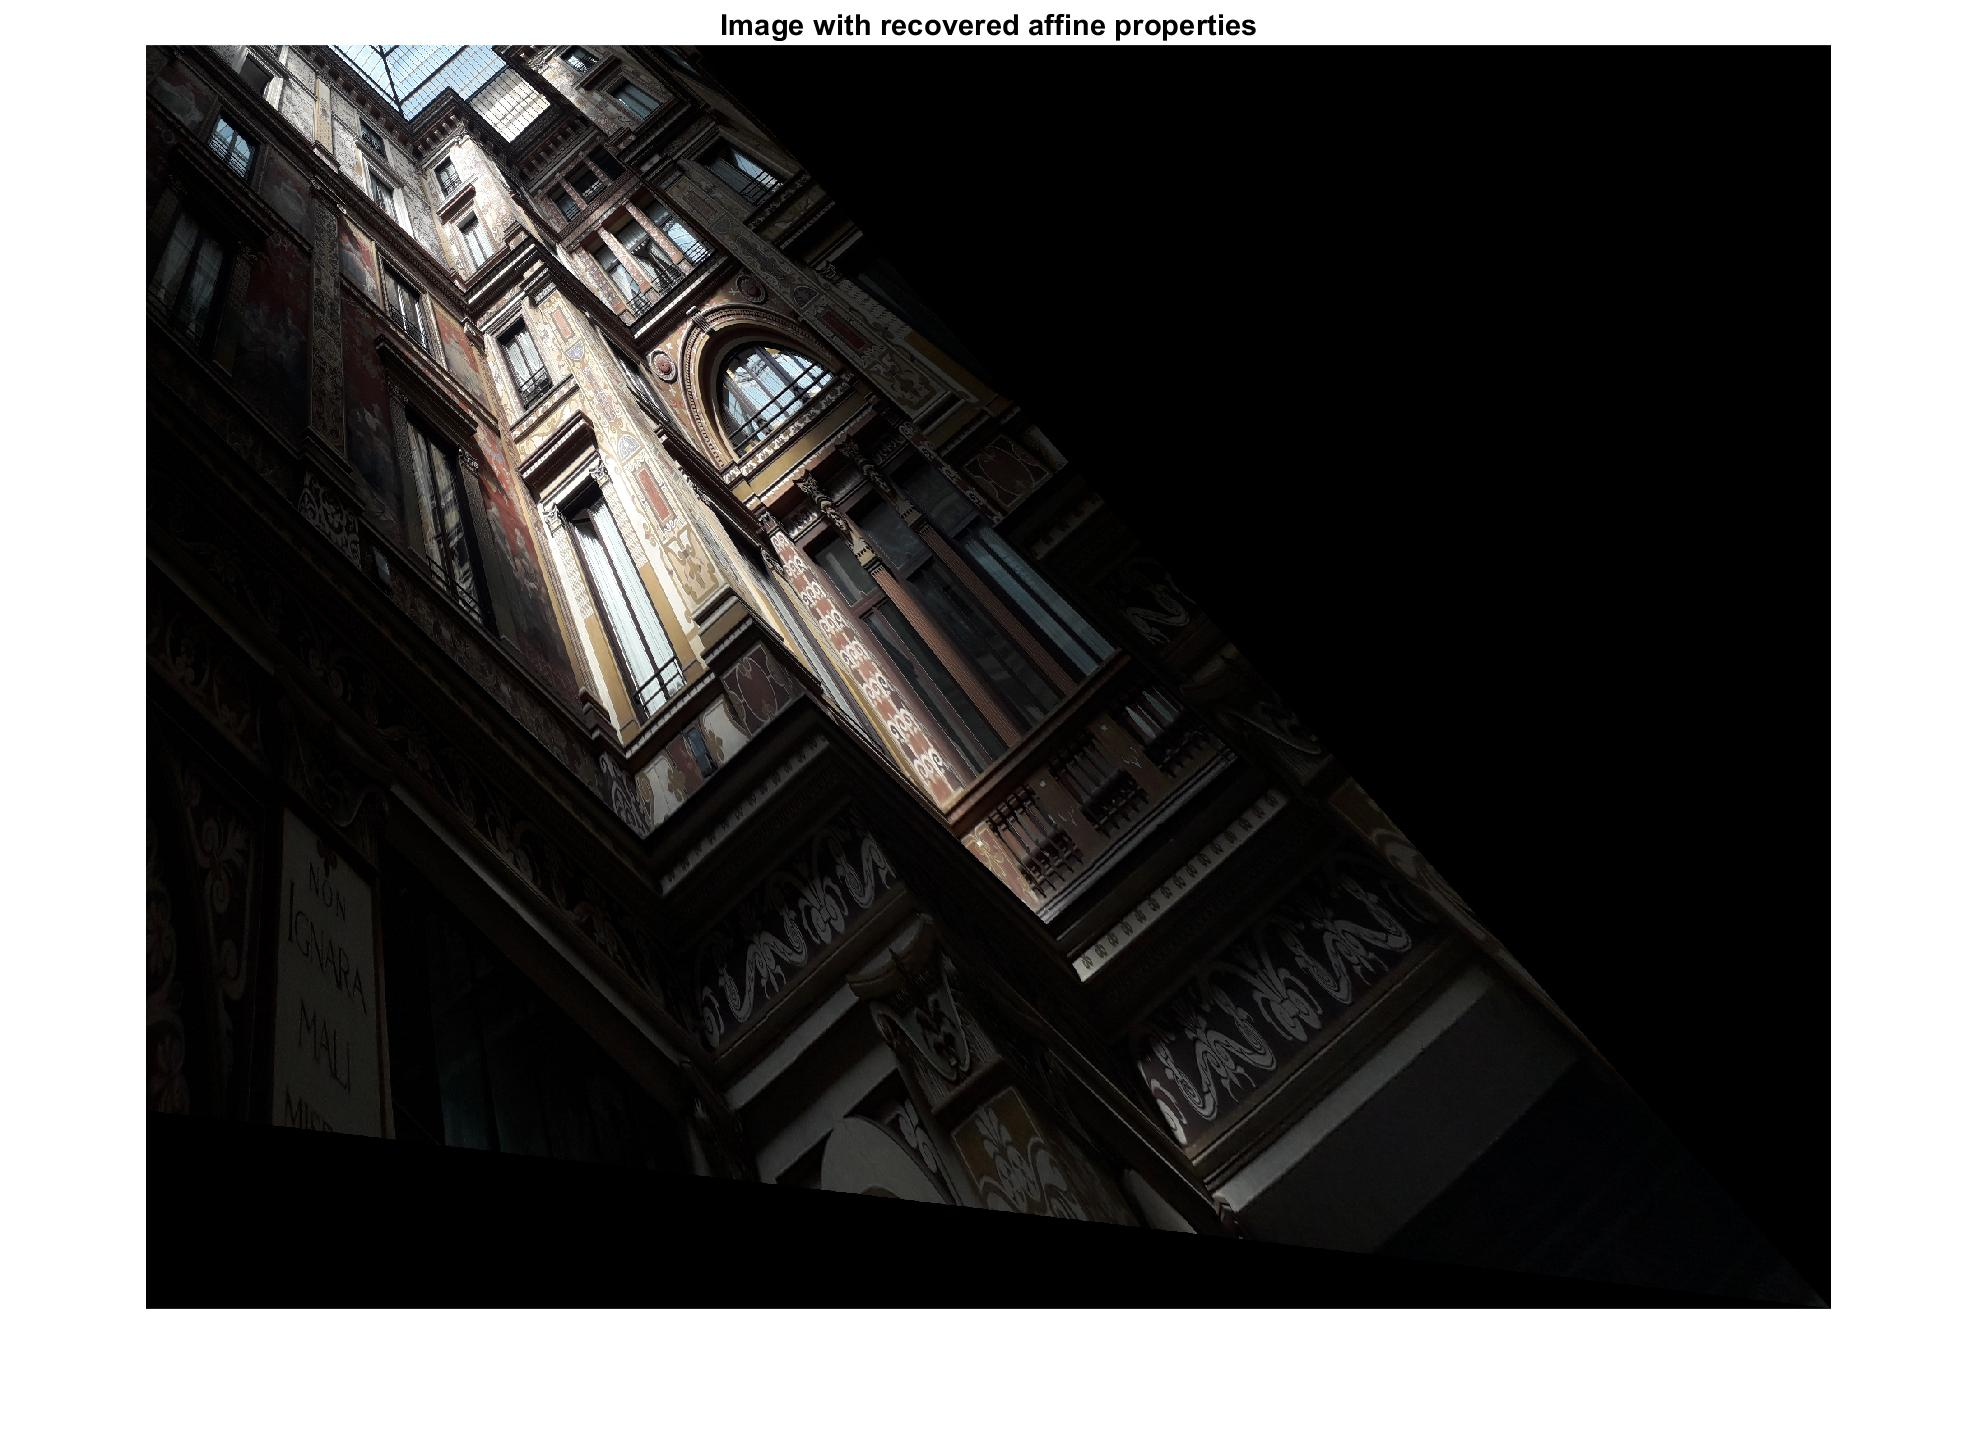 Image with recovered affine properties
NON
IGNARA
MALI